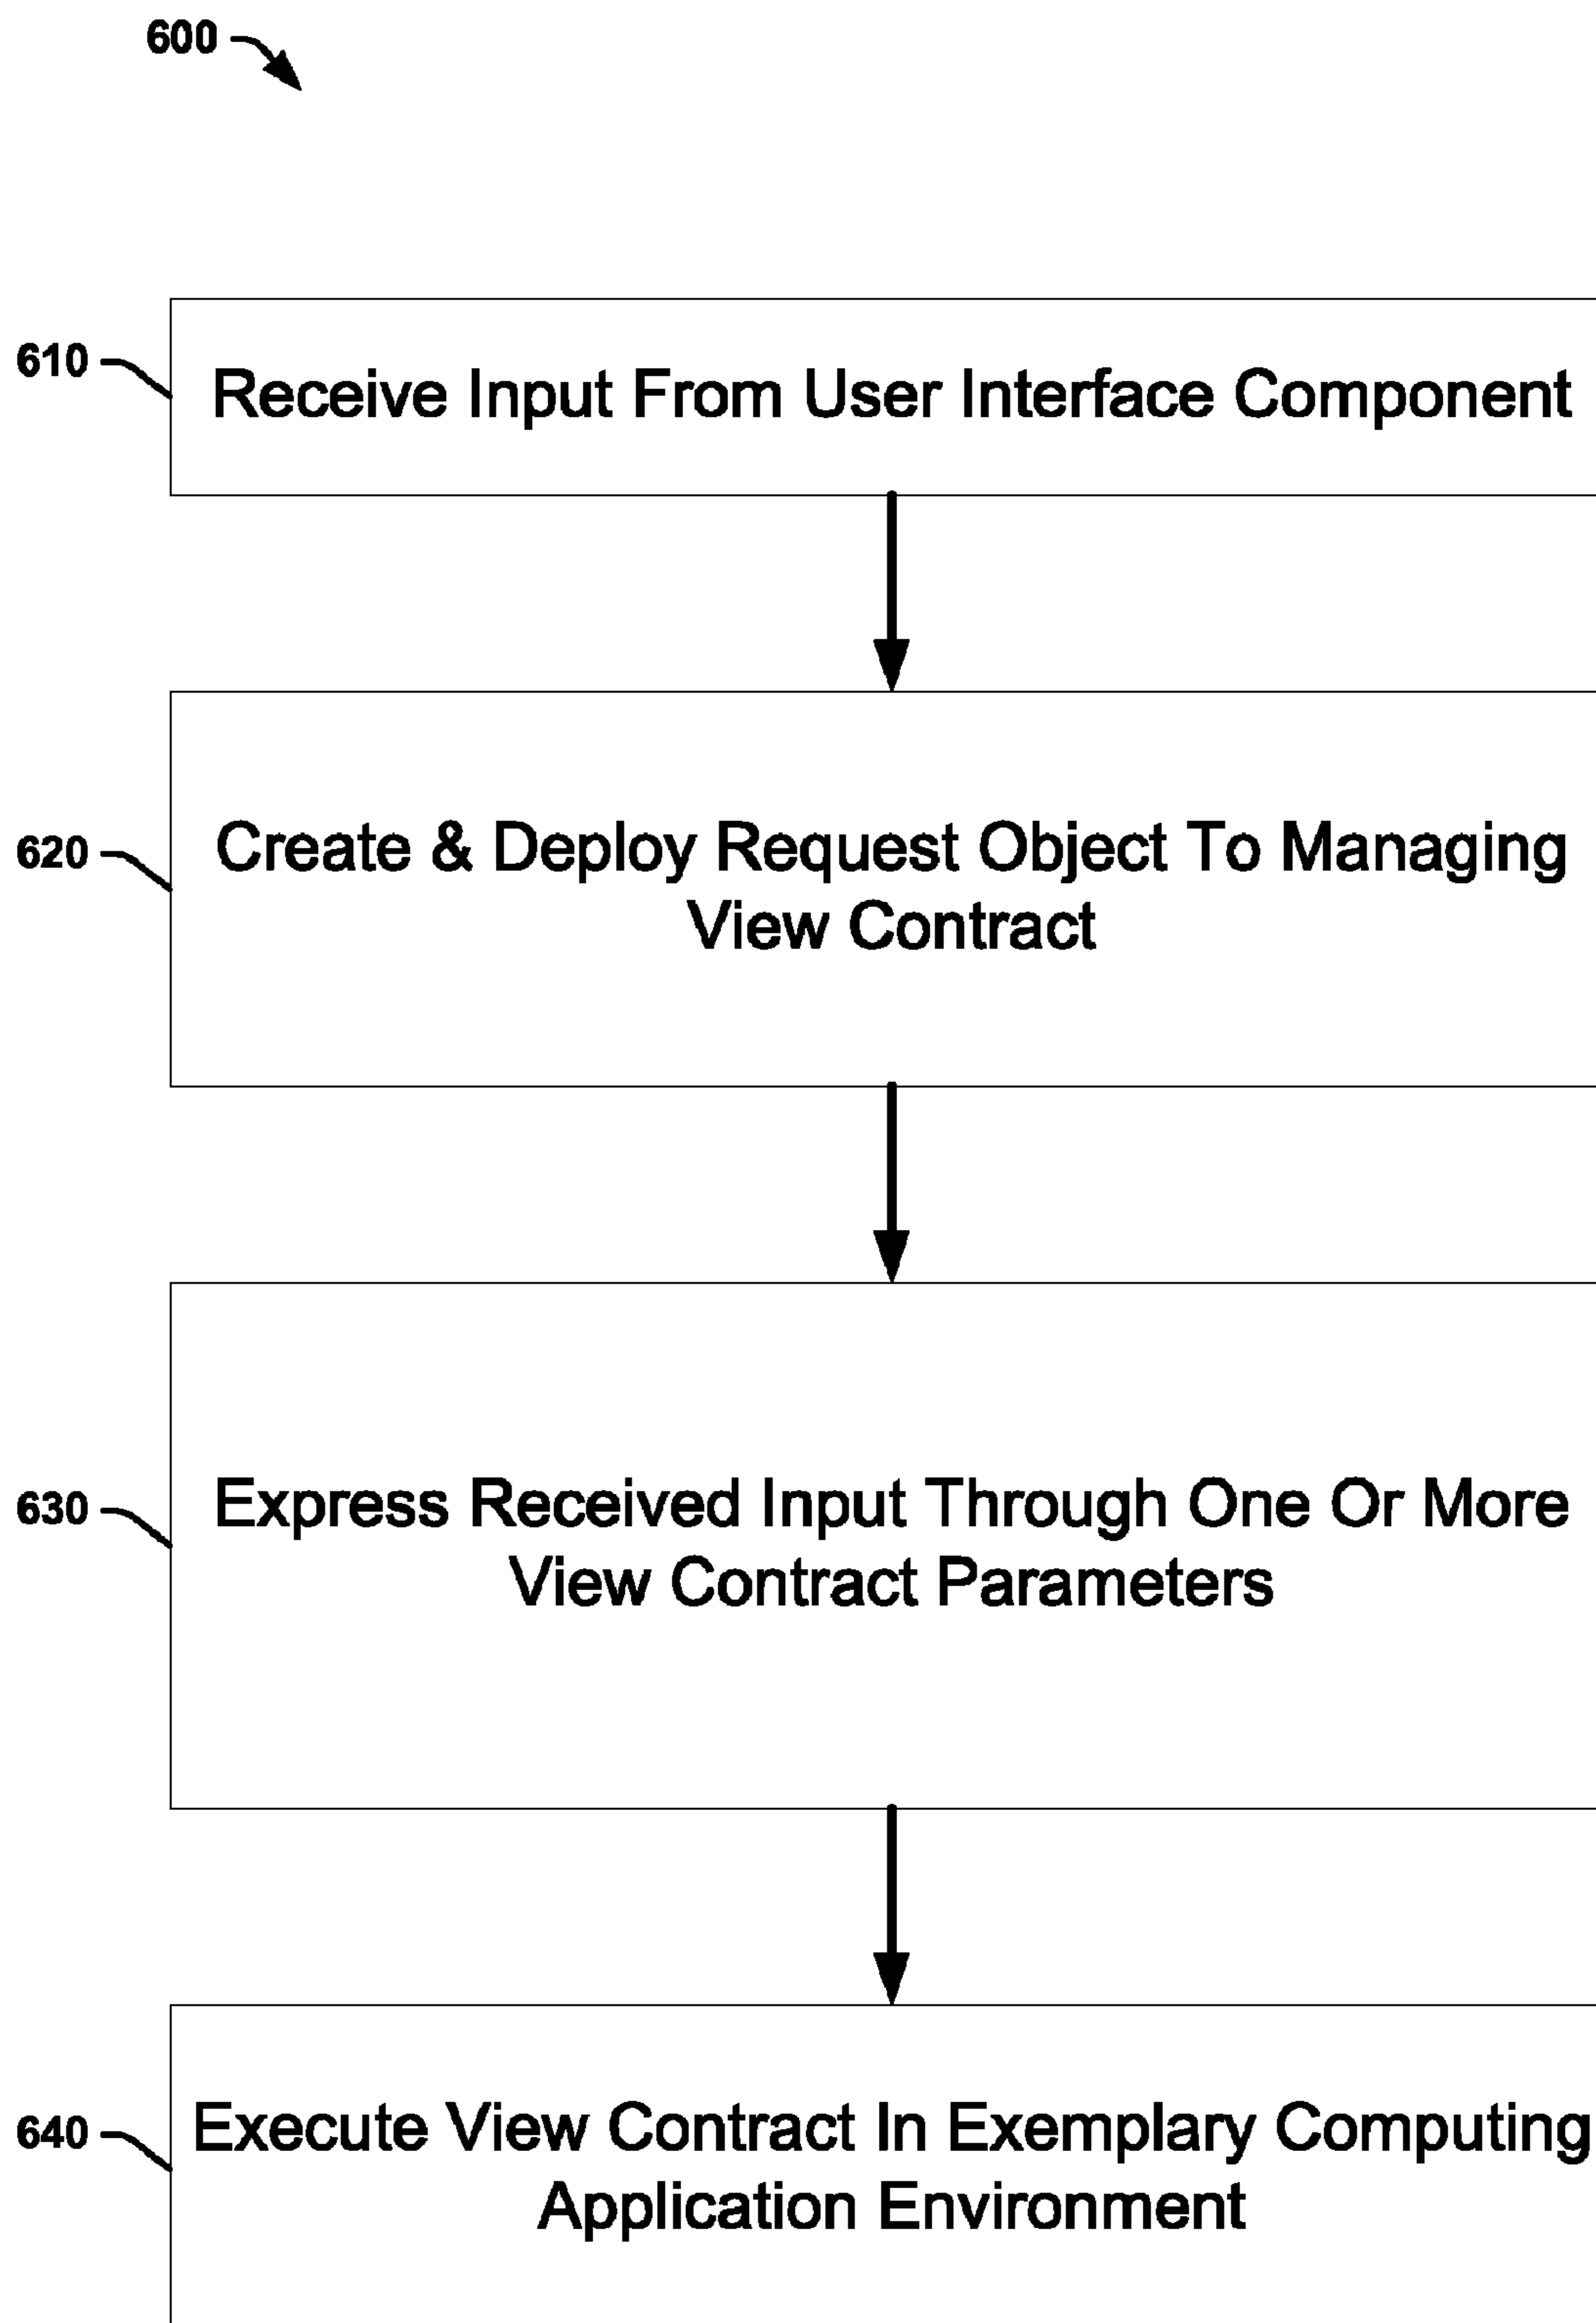 600
610
Receive Input From User Interface Component
620
Create & Deploy Request Object To Managing
View Contract
630
Express Received Input Through One Or More
View Contract Parameters
640
Execute View Contract In Exemplary Computing
Application Environment